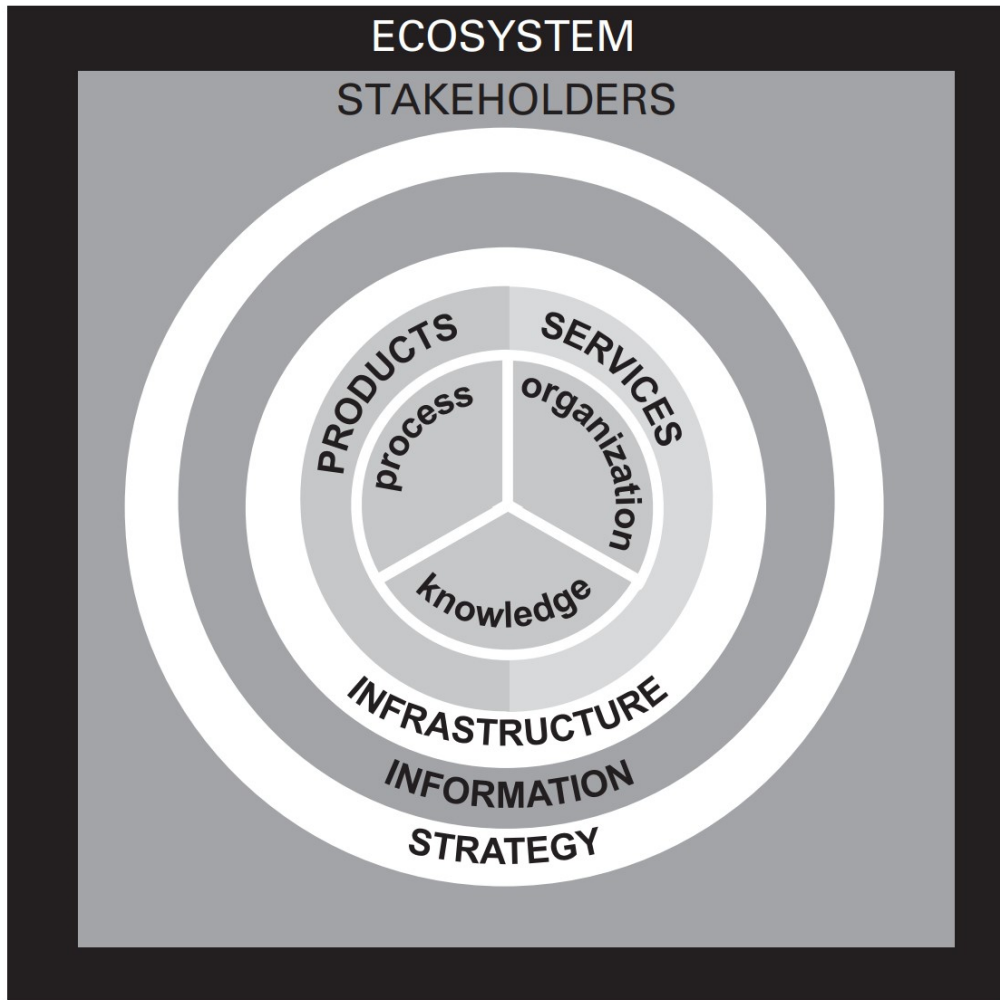 ECOSYSTEM
STAKEHOLDERS
PRODUCTS
SERVICES
process
organization
knowledge
INFRASTRUCTURE
INFORMATION
STRATEGY